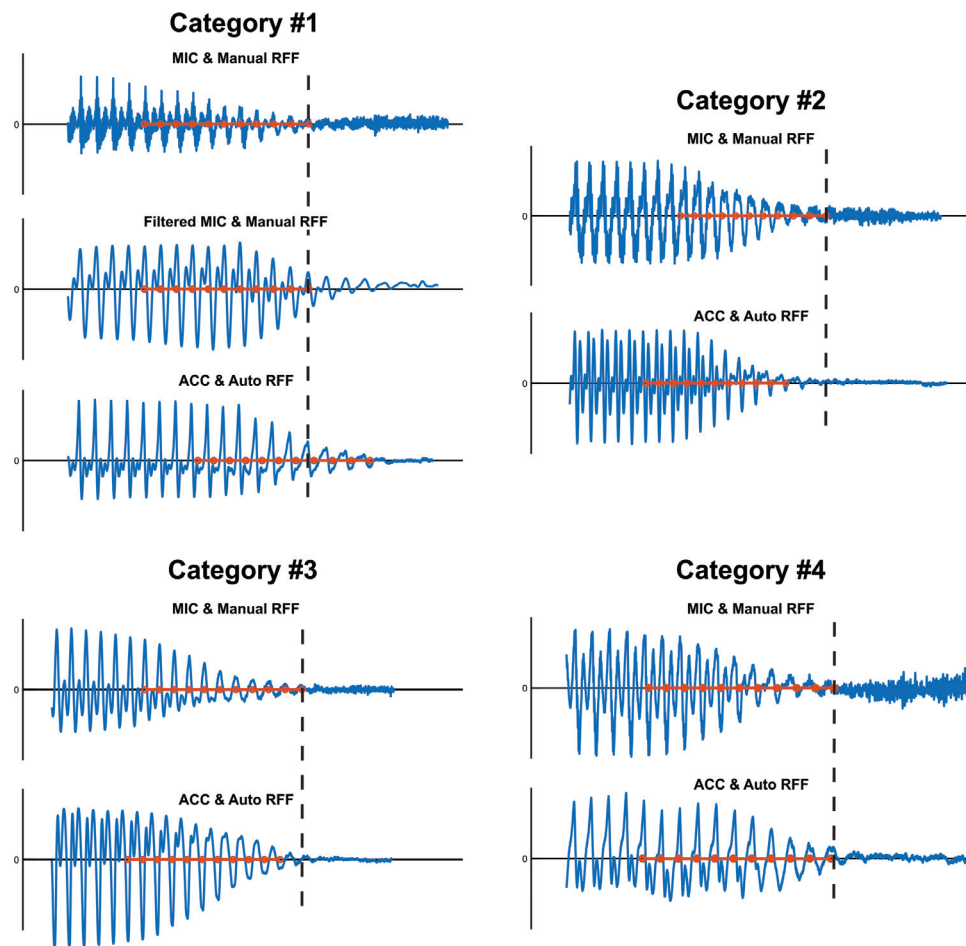 Category #1
MIC & Manual RFF
0
Filtered MIC & Manual RFF
0
ACC & Auto RFF
0
Category #2
MIC & Manual RFF
0
ACC & Auto RFF
0
Category #3
MIC & Manual RFF
0
ACC & Auto RFF
0
Category #4
MIC & Manual RFF
0
ACC & Auto RFF
0